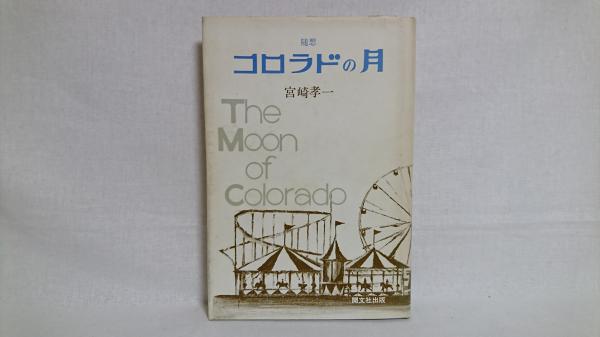 随想
コロラドの月
宮崎孝一
The
Moon
of
Colorado
開文社出版